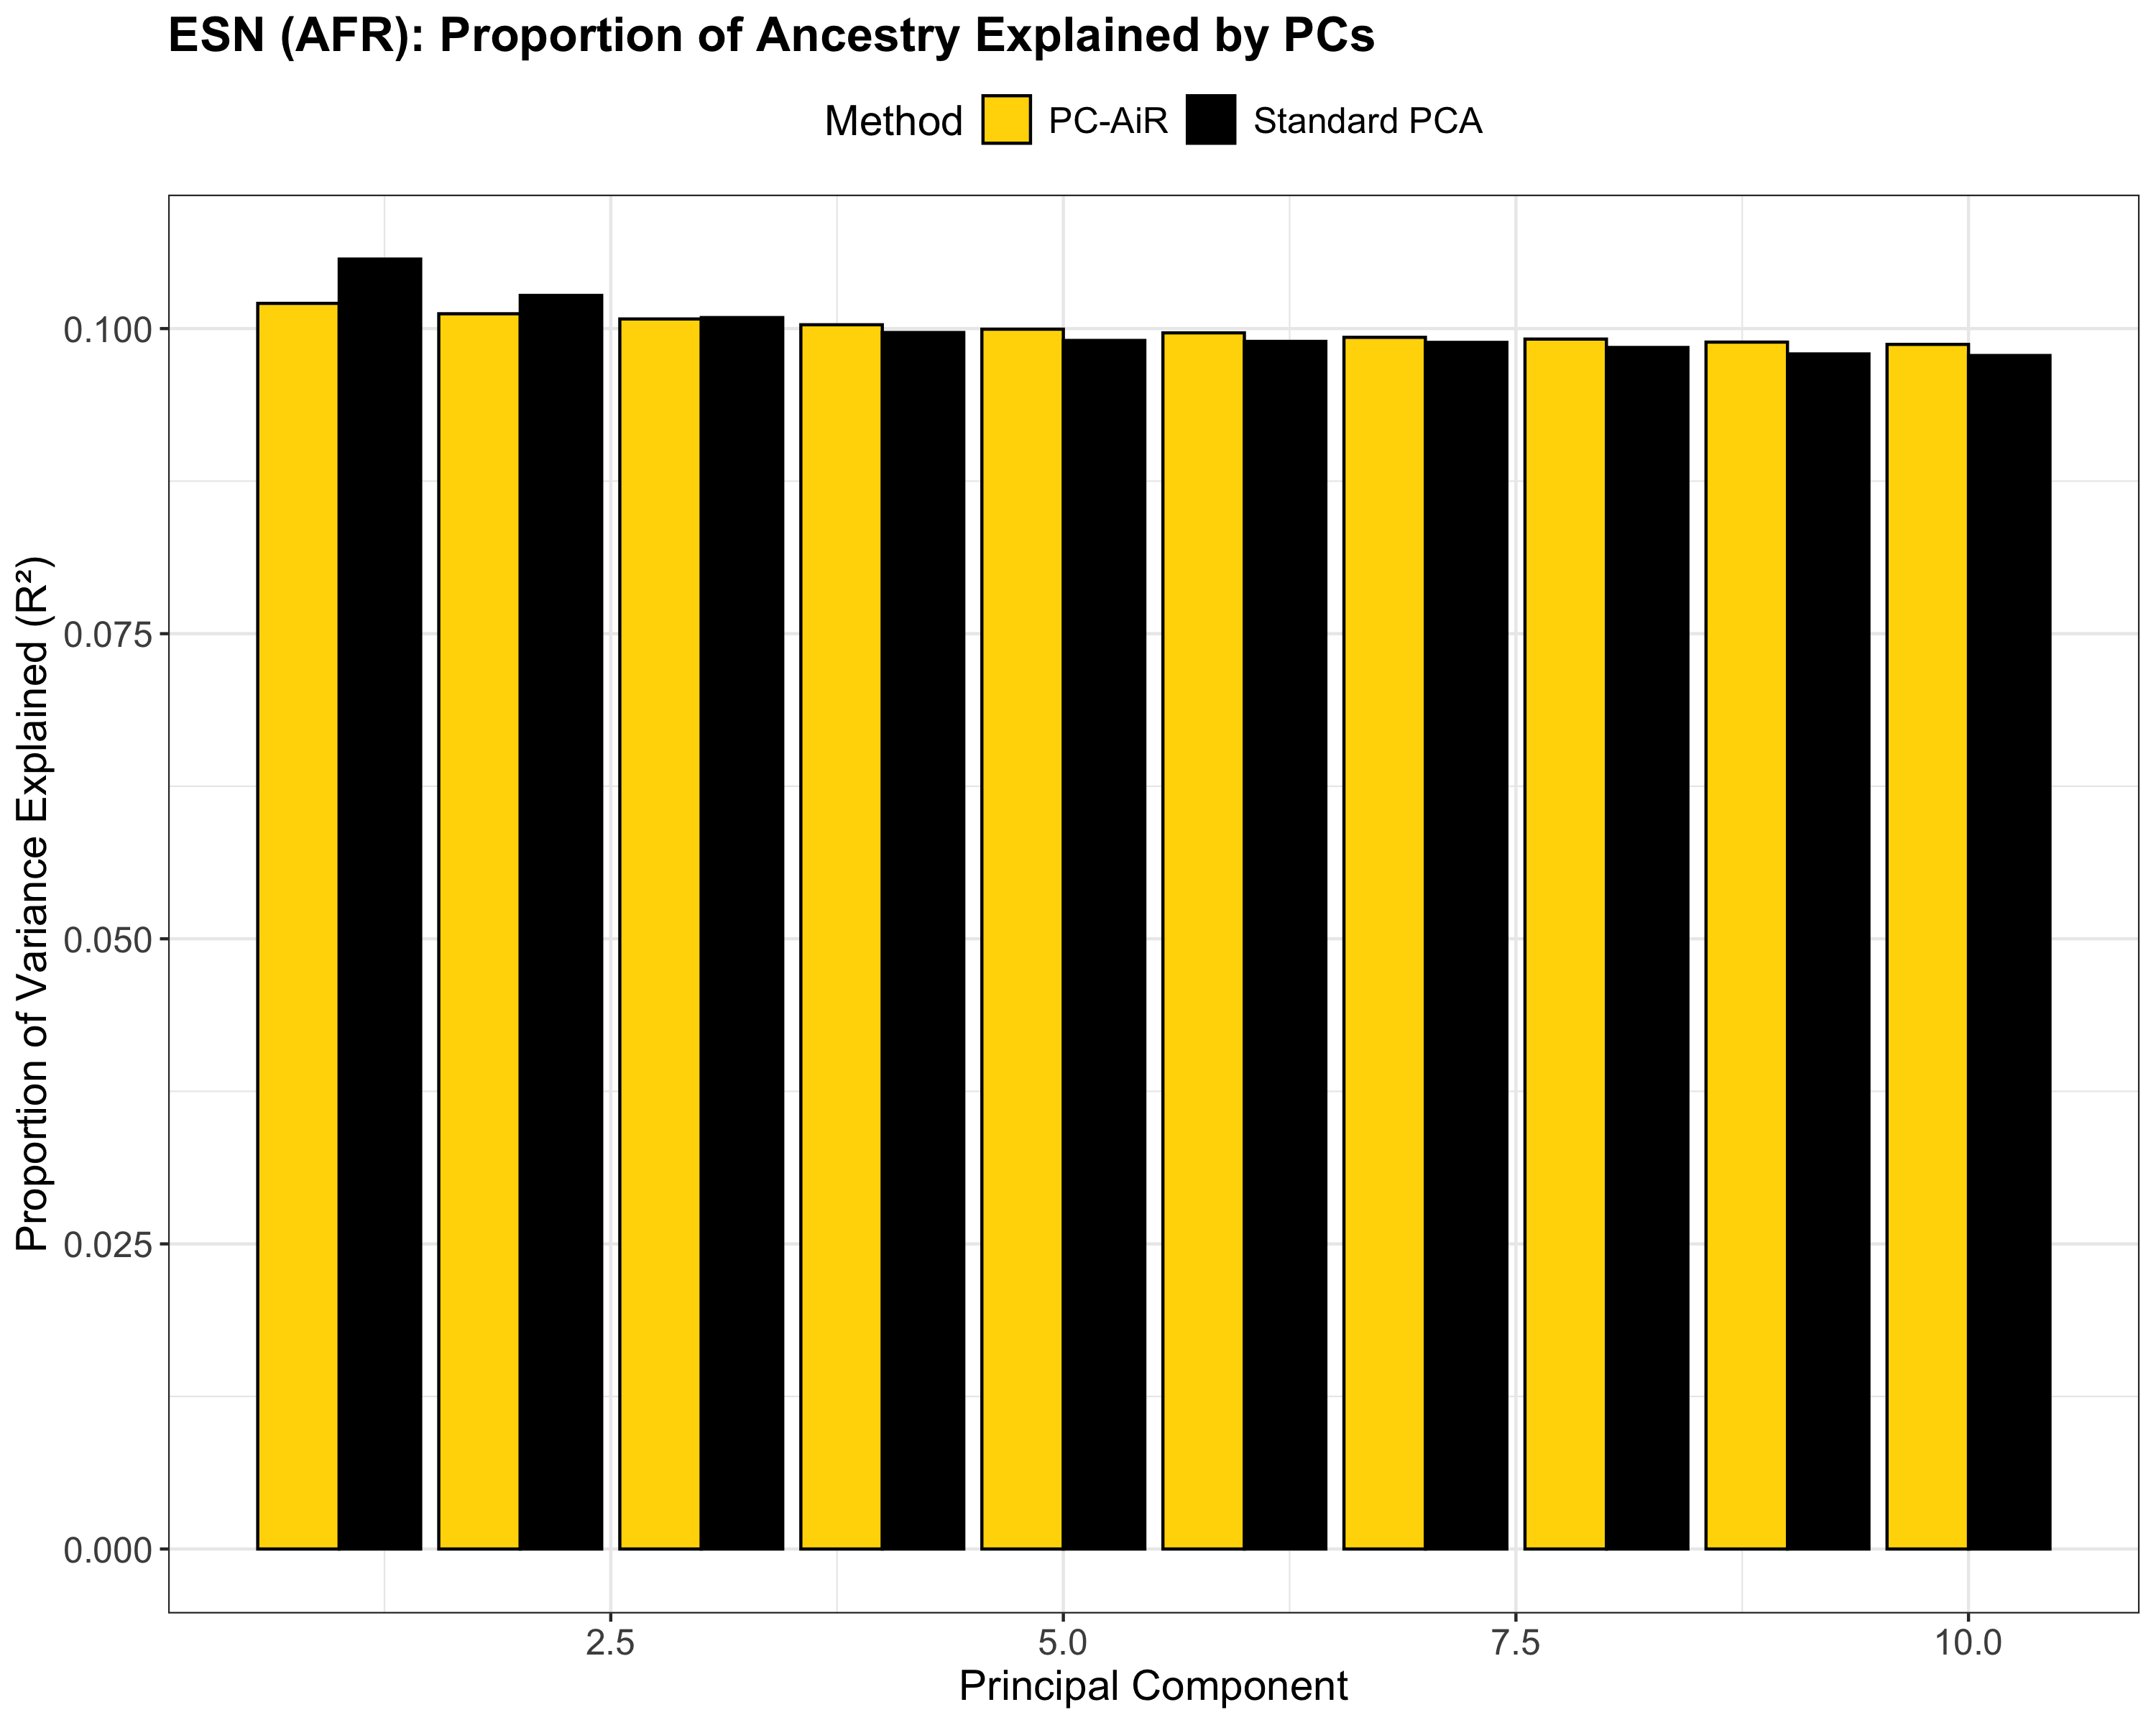 ESN (AFR): Proportion of Ancestry Explained by PCs
Method PC-AiR Standard PCA
Proportion of Variance Explained (R²)
0.100
0.075
0.050
0.025
0.000
2.5 5.0 7.5 10.0
Principal Component